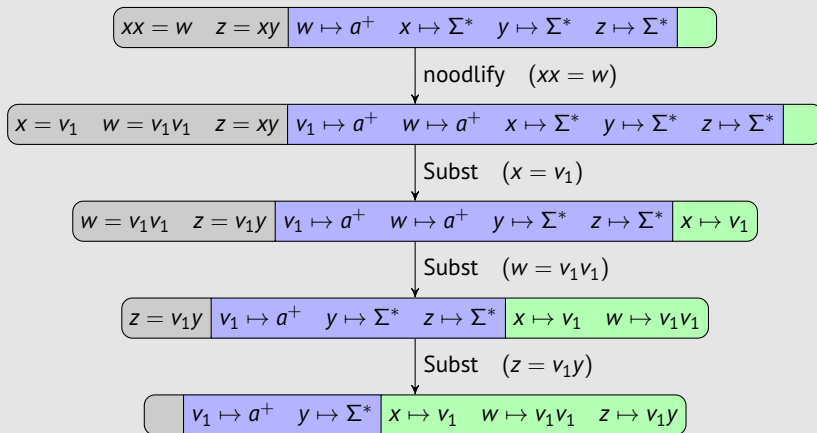 xx = w z = xy w ↦ a⁺ x ↦ Σ* y ↦ Σ* z ↦ Σ*
noodlify (xx = w)
x = v₁ w = v₁v₁ z = xy v₁ ↦ a⁺ w ↦ a⁺ x ↦ Σ* y ↦ Σ* z ↦ Σ*
Subst (x = v₁)
w = v₁v₁ z = v₁y v₁ ↦ a⁺ w ↦ a⁺ y ↦ Σ* z ↦ Σ* x ↦ v₁
Subst (w = v₁v₁)
z = v₁y v₁ ↦ a⁺ y ↦ Σ* z ↦ Σ* x ↦ v₁ w ↦ v₁v₁
Subst (z = v₁y)
v₁ ↦ a⁺ y ↦ Σ* x ↦ v₁ w ↦ v₁v₁ z ↦ v₁y